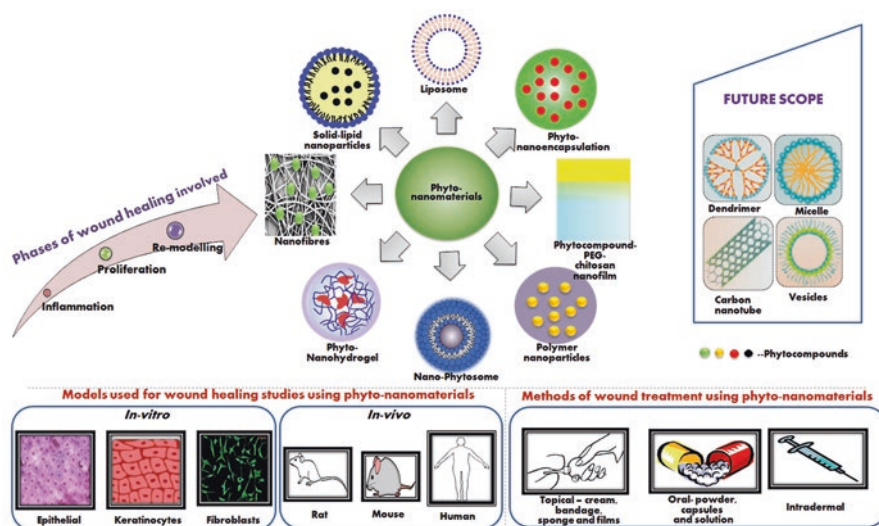 Phases of wound healing involved
Inflammation
Proliferation
Re-modelling
Liposome
Solid-lipid
nanoparticles
Phyto-
nanoencapsulation
Phyto-
nanomaterials
Nanofibres
Phytocompound-
PEG-
chitosan nanofilm
Phyto-
Nanohydrogel
Nano-Phytosome
Polymer
nanoparticles
FUTURE SCOPE
Dendrimer
Micelle
Carbon
nanotube
Vesicles
--Phytocompounds
Models used for wound healing studies using phyto-nanomaterials
In-vitro
Epithelial
Keratinocytes
Fibroblasts
In-vivo
Rat
Mouse
Human
Methods of wound treatment using phyto-nanomaterials
Topical – cream,
bandage,
sponge and films
Oral- powder,
capsules
and solution
Intradermal